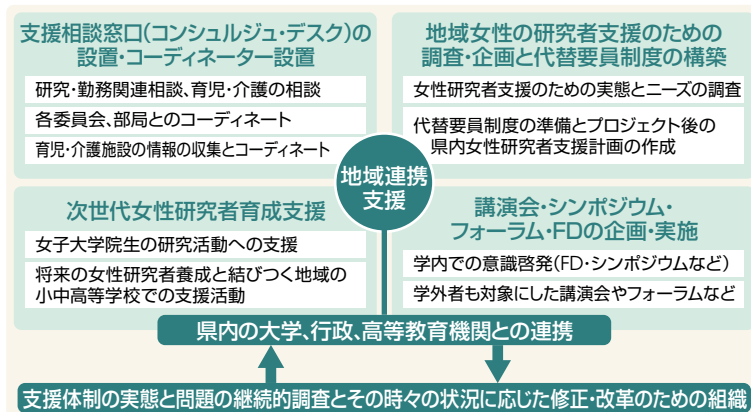 支援相談窓口(コンシュルジュ・デスク)の
設置・コーディネーター設置
研究・勤務関連相談、育児・介護の相談
各委員会、部局とのコーディネート
育児・介護施設の情報の収集とコーディネート
地域女性の研究者支援のための
調査・企画と代替要員制度の構築
女性研究者支援のための実態とニーズの調査
代替要員制度の準備とプロジェクト後の
県内女性研究者支援計画の作成
地域連携
支援
次世代女性研究者育成支援
女子大学院生の研究活動への支援
将来の女性研究者養成と結びつく地域の
小中高等学校での支援活動
講演会・シンポジウム・
フォーラム・FDの企画・実施
学内での意識啓発(FD・シンポジウムなど)
学外者も対象にした講演会やフォーラムなど
県内の大学、行政、高等教育機関との連携
支援体制の実態と問題の継続的調査とその時々の状況に応じた修正・改革のための組織